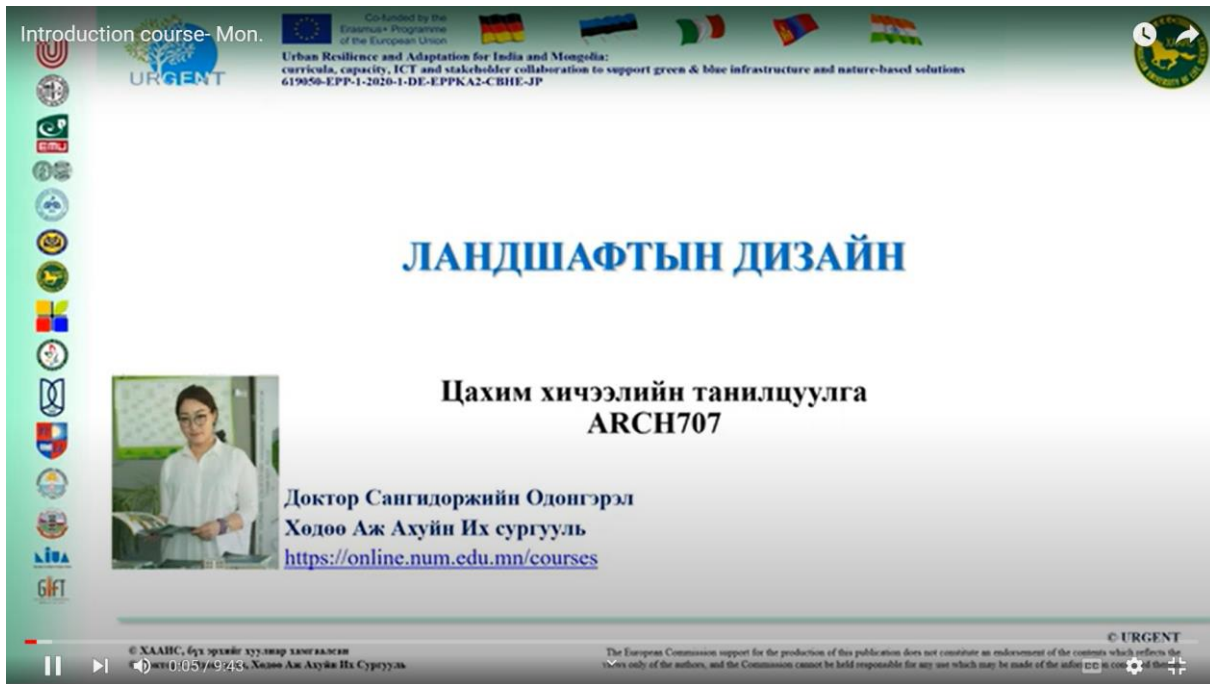 Introduction course- Mon.
Co-funded by the
Erasmus+ Programme
of the European Union
URGENT
Urban Resilience and Adaptation for India and Mongolia:
curricula, capacity, ICT and stakeholder collaboration to support green & blue infrastructure and nature-based solutions
619050-EPP-1-2020-1-DE-EPPKA2-CBHE-JP
EMU
ЛАНДШАФТЫН ДИЗАЙН
Цахим хичээлийн танилцуулга
ARCH707
Доктор Сангидоржийн Одонгэрэл
Хөдөө Аж Ахуйн Их сургууль
https://online.num.edu.mn/courses
GIFT
© URGENT
© ХААИС, бүх эрхийг хуулиар хамгаалсан
Хөдөө Аж Ахуйн Их Сургууль
The European Commission support for the production of this publication does not constitute an endorsement of the contents which reflects the
views only of the authors, and the Commission cannot be held responsible for any use which may be made of the
0:05 / 9:43